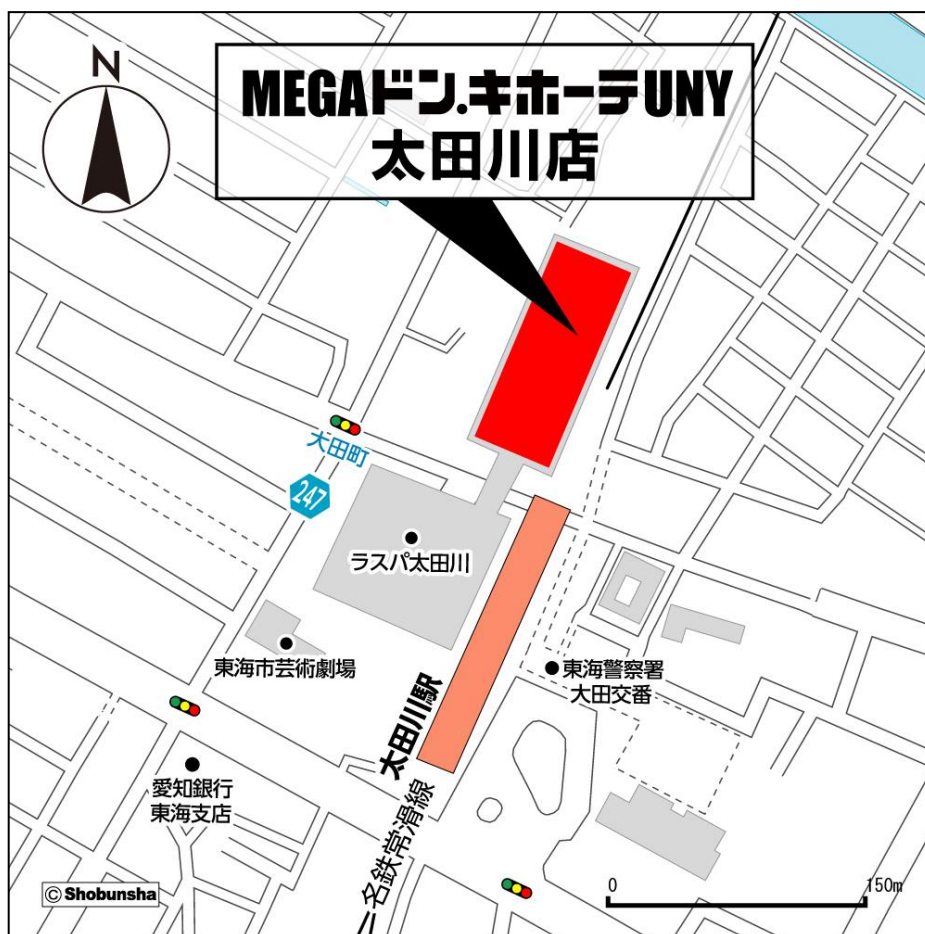 N
MEGAドン.キホーテUNY
太田川店
大田町
247
ラスパ太田川
東海市芸術劇場
太田川駅
東海警察署
大田交番
愛知銀行
東海支店
名鉄常滑線
© Shobunsha
0 150m